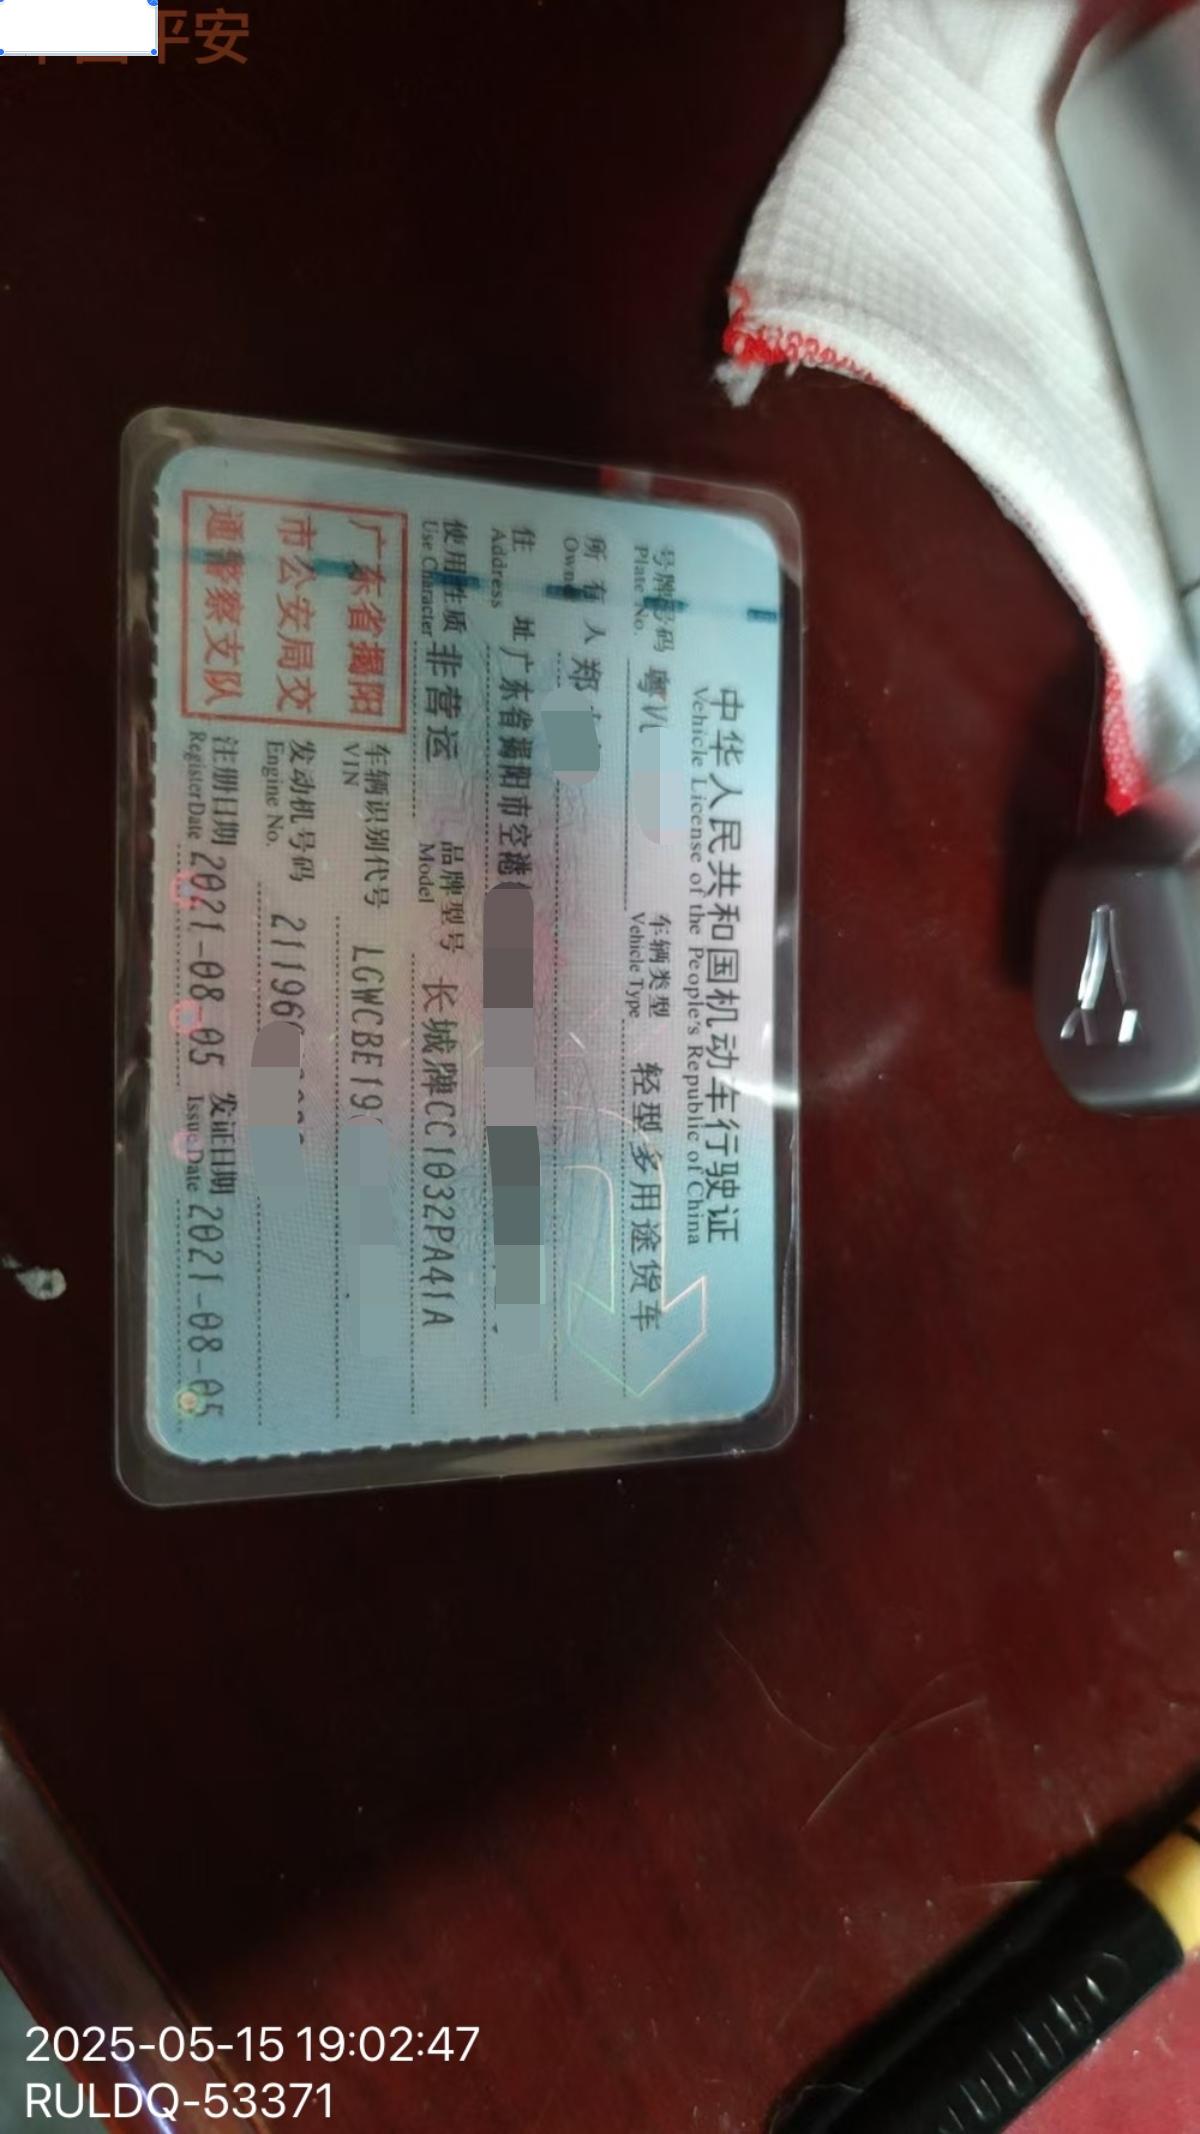 平安
中华人民共和国机动车行驶证
Vehicle License of the People's Republic of China
号牌号码 粤V
Plate No.
车辆类型 轻型多用途货车
Vehicle Type
所有人 郑
Owner
住址 广东省揭阳市空港
Address
使用性质 非营运
Use Character
品牌型号 长城牌CC1032PA41A
Model
广东省揭阳
市公安局交
通警察支队
车辆识别代号 LGWCBE19
VIN
发动机号码 21196
Engine No.
注册日期 2021-08-05
Register Date
发证日期 2021-08-05
Issue Date
2025-05-15 19:02:47
RULDQ-53371